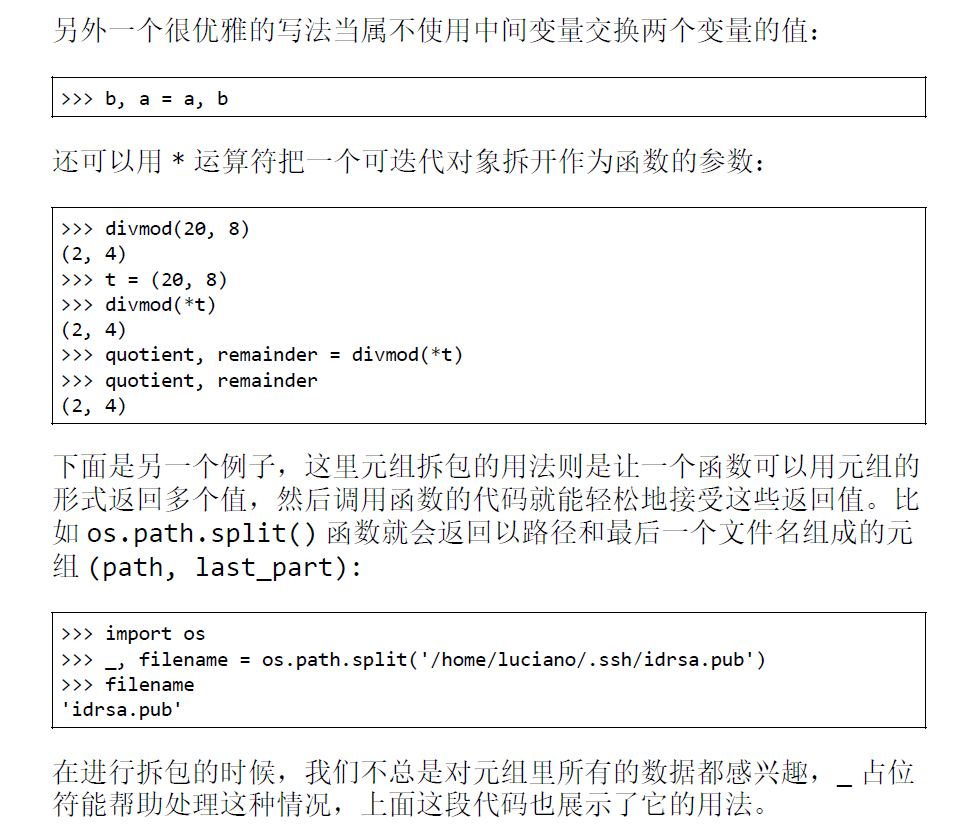 另外一个很优雅的写法当属不使用中间变量交换两个变量的值：
>>> b, a = a, b
还可以用 * 运算符把一个可迭代对象拆开作为函数的参数：
>>> divmod(20, 8)
(2, 4)
>>> t = (20, 8)
>>> divmod(*t)
(2, 4)
>>> quotient, remainder = divmod(*t)
>>> quotient, remainder
(2, 4)
下面是另一个例子，这里元组拆包的用法则是让一个函数可以用元组的
形式返回多个值，然后调用函数的代码就能轻松地接受这些返回值。比
如 os.path.split() 函数就会返回以路径和最后一个文件名组成的元
组 (path, last_part)：
>>> import os
>>> _, filename = os.path.split('/home/luciano/.ssh/idrsa.pub')
>>> filename
'idrsa.pub'
在进行拆包的时候，我们不总是对元组里所有的数据都感兴趣，_ 占位
符能帮助处理这种情况，上面这段代码也展示了它的用法。